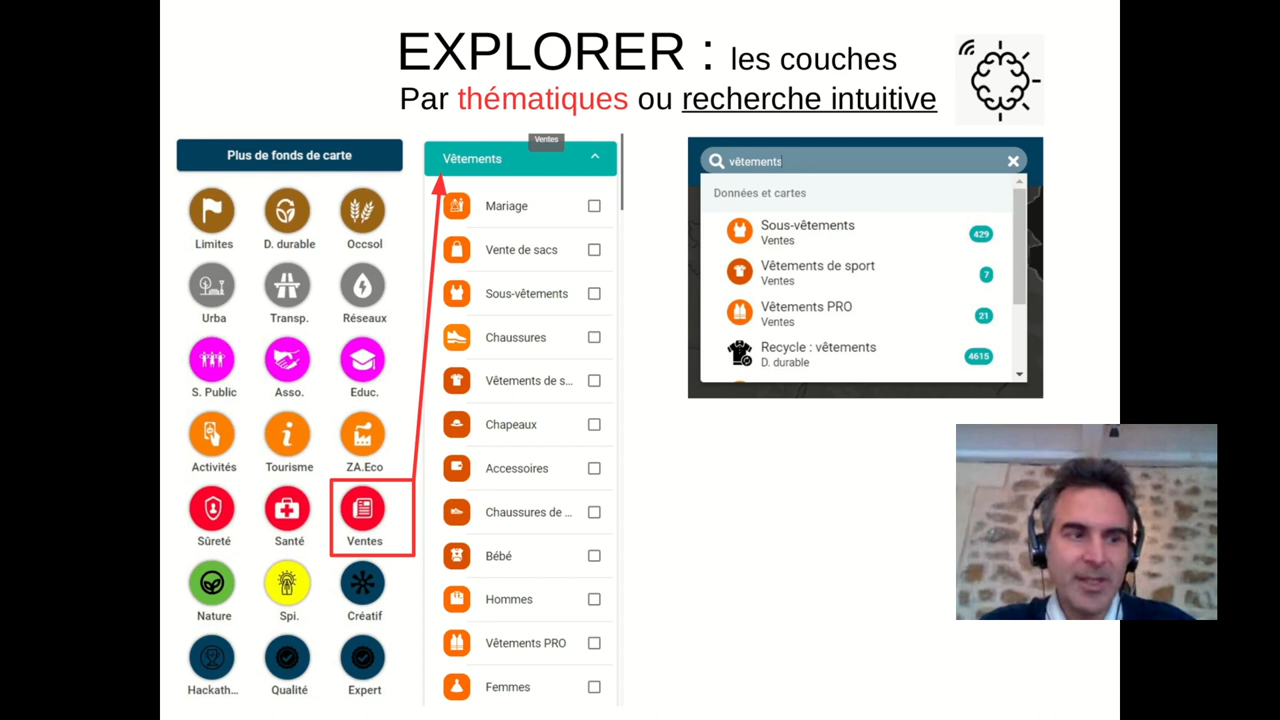 EXPLORER : les couches
Par thématiques ou recherche intuitive
Plus de fonds de carte
Limites
D. durable
Occsol
Urba
Transp.
Réseaux
S. Public
Asso.
Educ.
Activités
Tourisme
ZA.Eco
Sûreté
Santé
Ventes
Nature
Spi.
Créatif
Hackath...
Qualité
Expert
Ventes
Vêtements
Mariage
Vente de sacs
Sous-vêtements
Chaussures
Vêtements de s...
Chapeaux
Accessoires
Chaussures de ...
Bébé
Hommes
Vêtements PRO
Femmes
vêtements
Données et cartes
Sous-vêtements
Ventes
429
Vêtements de sport
Ventes
7
Vêtements PRO
Ventes
21
Recycle : vêtements
D. durable
4615